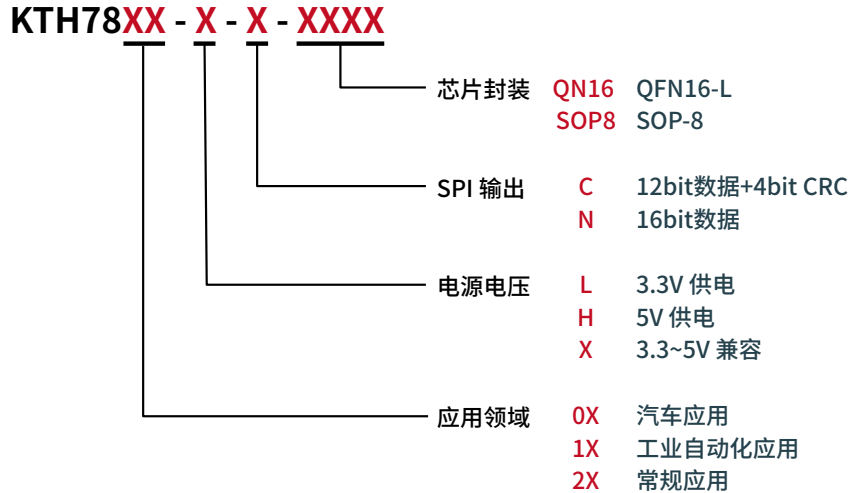 KTH78XX - X - X - XXXX
芯片封装 QN16 QFN16-L
SOP8 SOP-8
SPI 输出 C 12bit数据+4bit CRC
N 16bit数据
电源电压 L 3.3V 供电
H 5V 供电
X 3.3~5V 兼容
应用领域 0X 汽车应用
1X 工业自动化应用
2X 常规应用